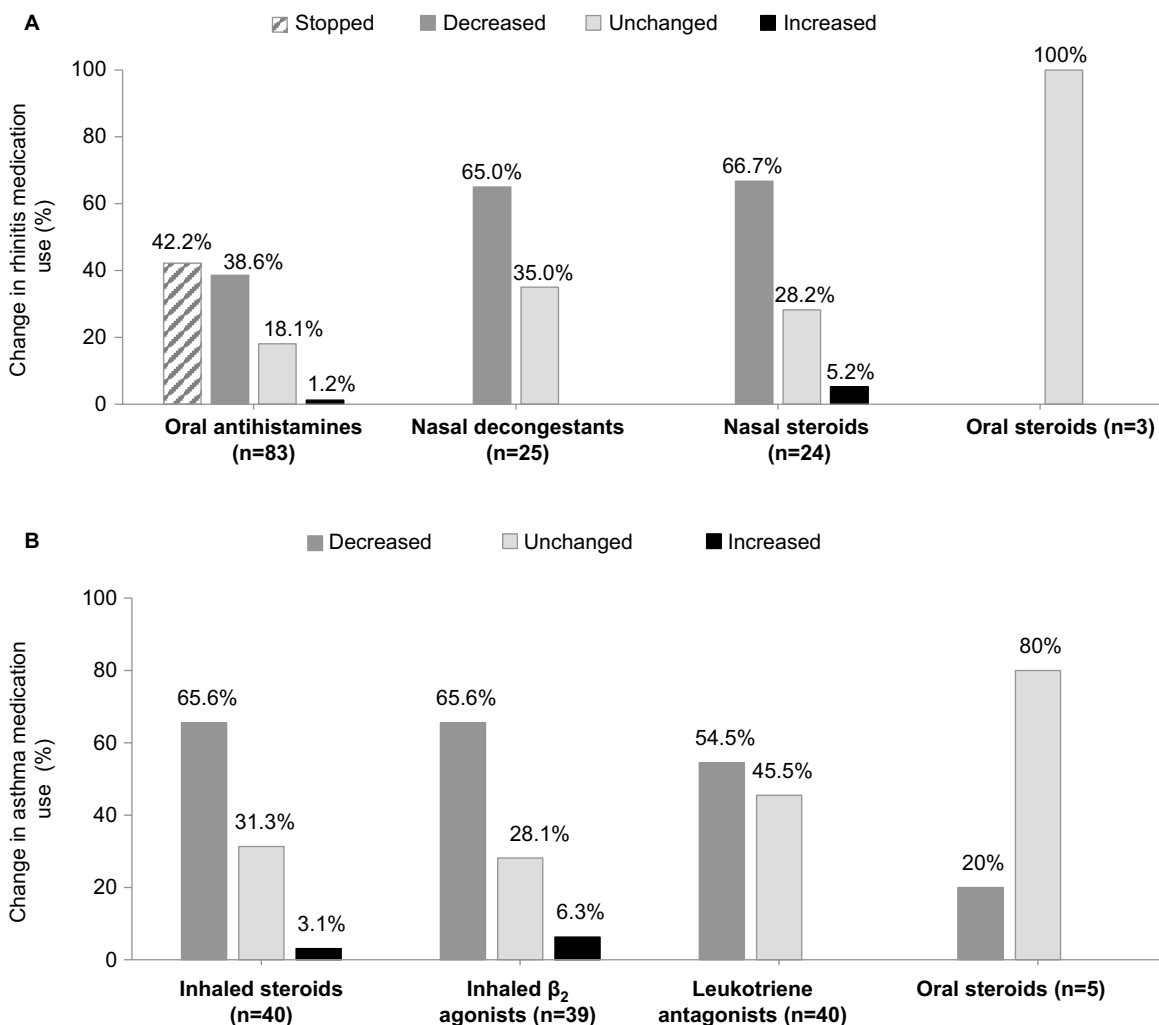 A
Stopped Decreased Unchanged Increased
Change in rhinitis medication
use (%)
100
80
60
40
20
0
42.2%
38.6%
18.1%
1.2%
65.0%
35.0%
66.7%
28.2%
5.2%
100%
Oral antihistamines
(n=83)
Nasal decongestants
(n=25)
Nasal steroids
(n=24)
Oral steroids (n=3)
B
Decreased Unchanged Increased
Change in asthma medication
use (%)
100
80
60
40
20
0
65.6%
31.3%
3.1%
65.6%
28.1%
6.3%
54.5%
45.5%
20%
80%
Inhaled steroids
(n=40)
Inhaled β₂
agonists (n=39)
Leukotriene
antagonists (n=40)
Oral steroids (n=5)